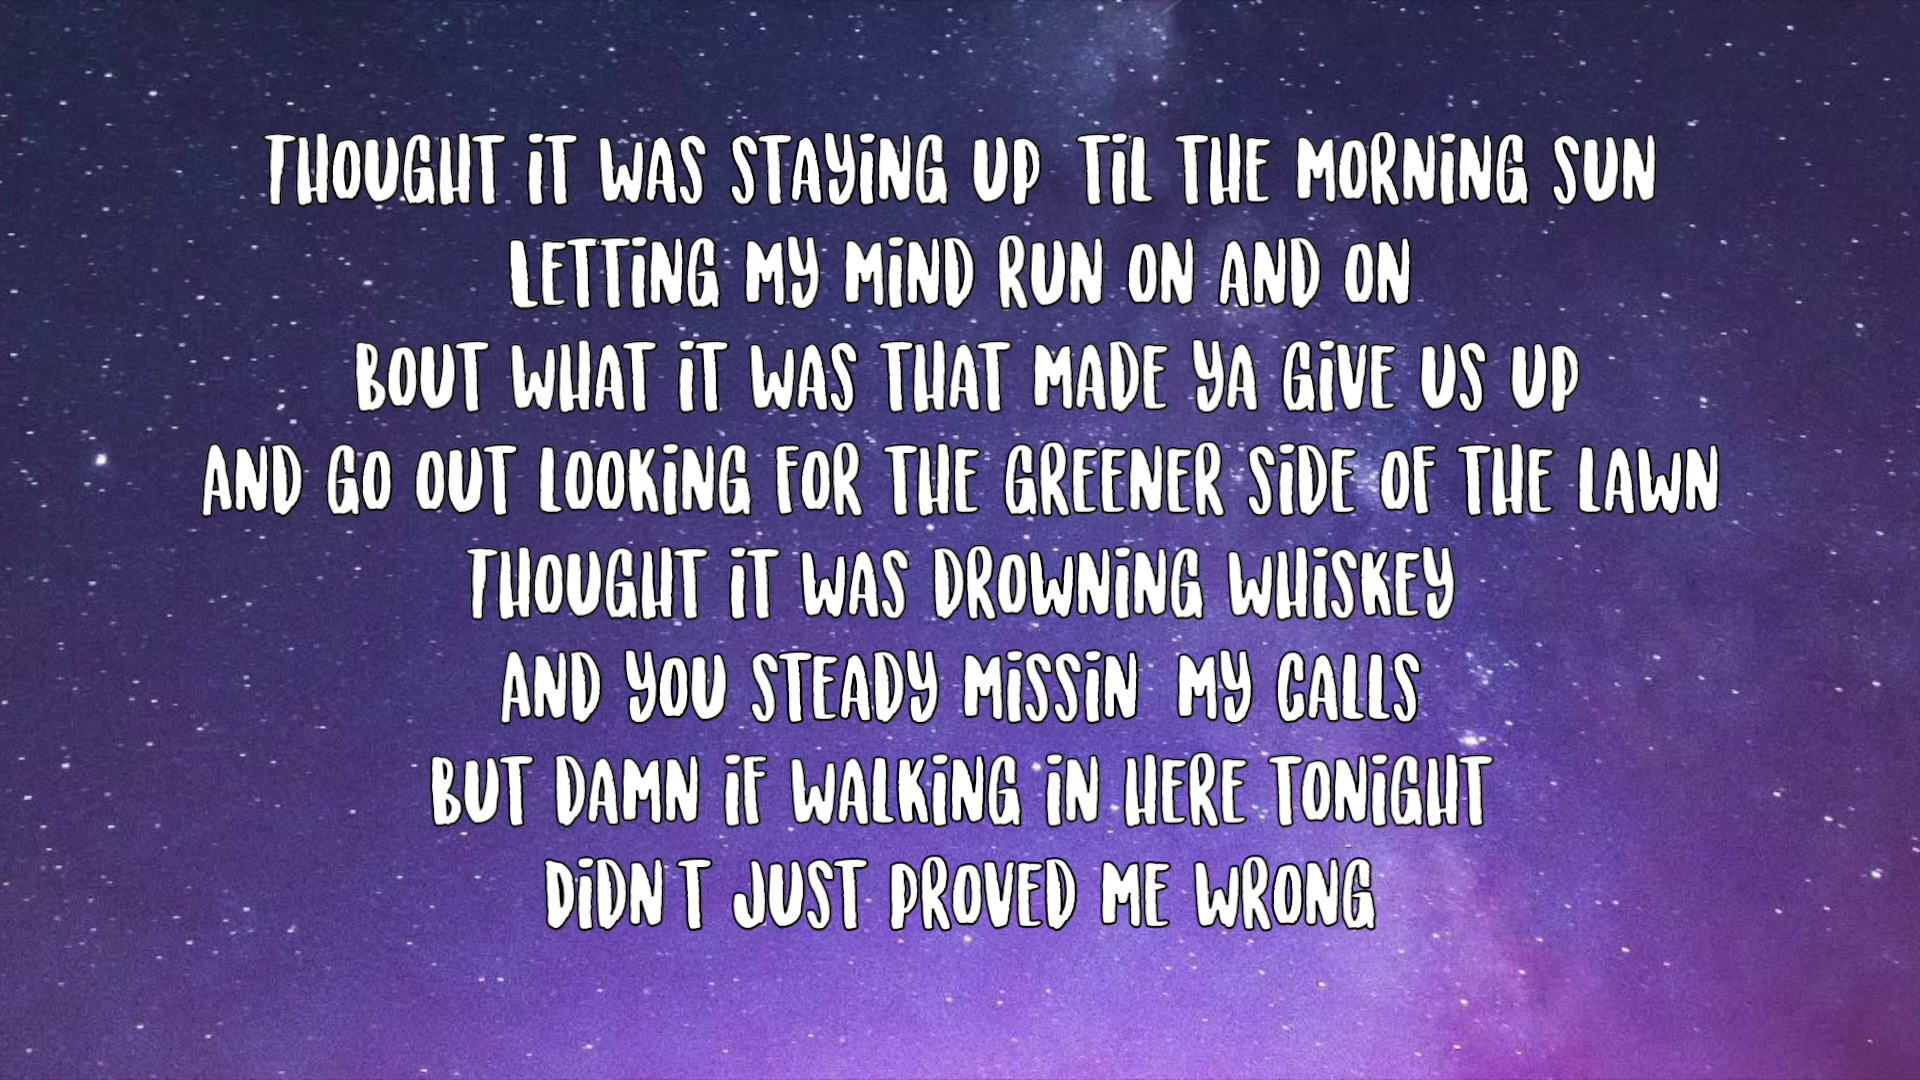 THOUGHT iT WAS STAYiNG UP TiL THE MORNiNG SUN
LETTiNG MY MiND RUN ON AND ON
BOUT WHAT iT WAS THAT MADE YA GiVE US UP
AND GO OUT LOOKiNG FOR THE GREENER SiDE OF THE LAWN
THOUGHT iT WAS DROWNiNG WHiSKEY
AND YOU STEADY MiSSiN MY CALLS
BUT DAMN iF WALKiNG iN HERE TONiGHT
DiDN T JUST PROVED ME WRONG